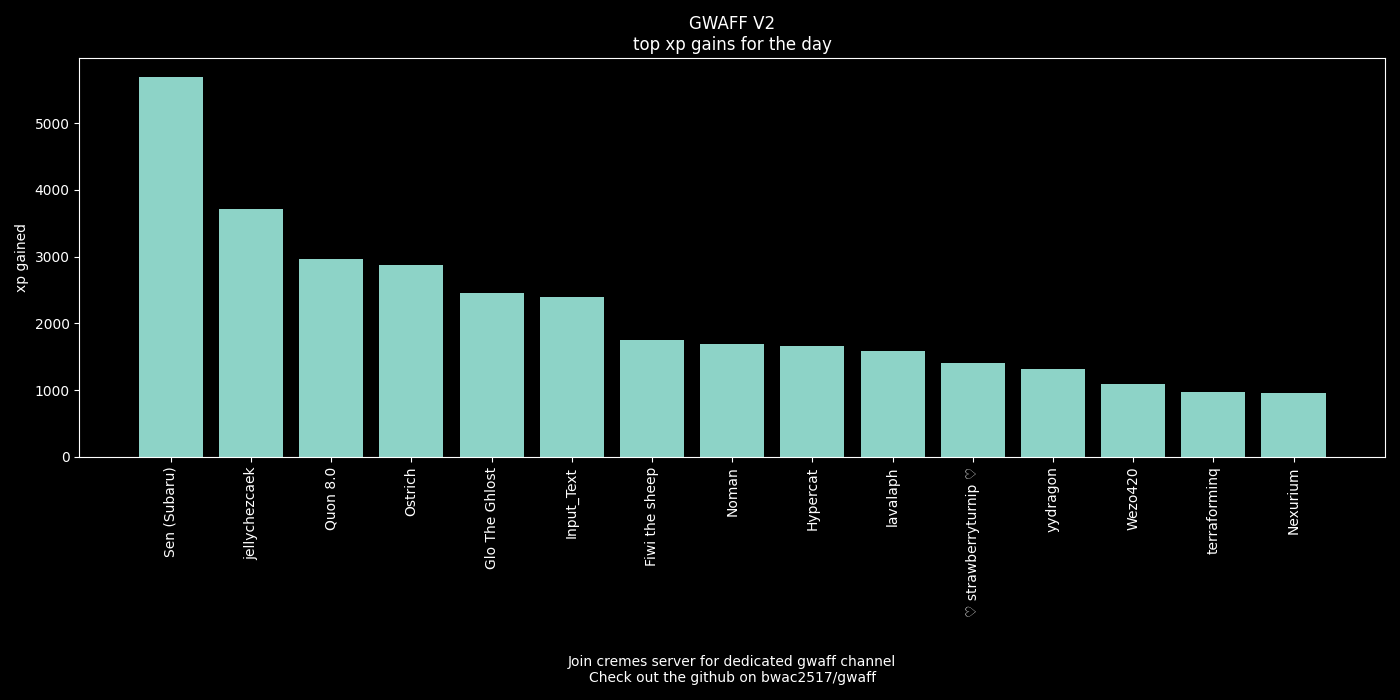 GWAFF V2
top xp gains for the day
xp gained
5000
4000
3000
2000
1000
0
Sen (Subaru)
jellychezcaek
Quon 8.0
Ostrich
Glo The Ghlost
Input_Text
Fiwi the sheep
Noman
Hypercat
lavalaph
♡ strawberryturnip ♡
yydragon
Wezo420
terraforminq
Nexurium
Join cremes server for dedicated gwaff channel
Check out the github on bwac2517/gwaff